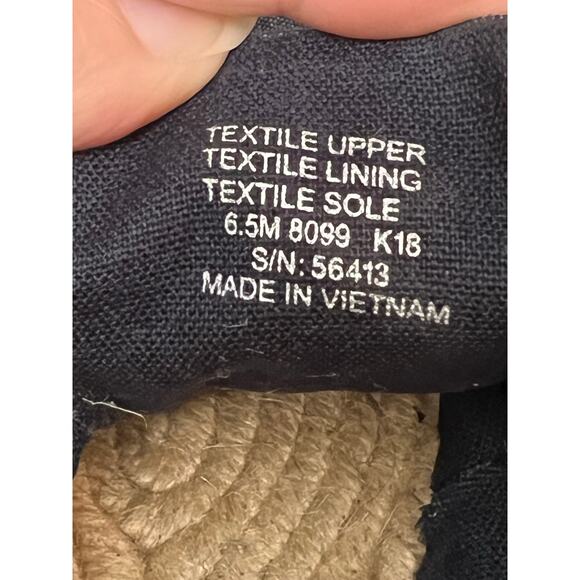 TEXTILE UPPER
TEXTILE LINING
TEXTILE SOLE
6.5M 8099 K18
S/N: 56413
MADE IN VIETNAM